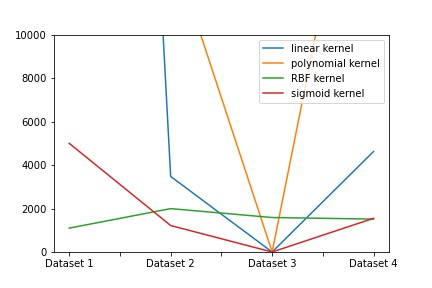 10000
8000
6000
4000
2000
0
linear kernel
polynomial kernel
RBF kernel
sigmoid kernel
Dataset 1 Dataset 2 Dataset 3 Dataset 4